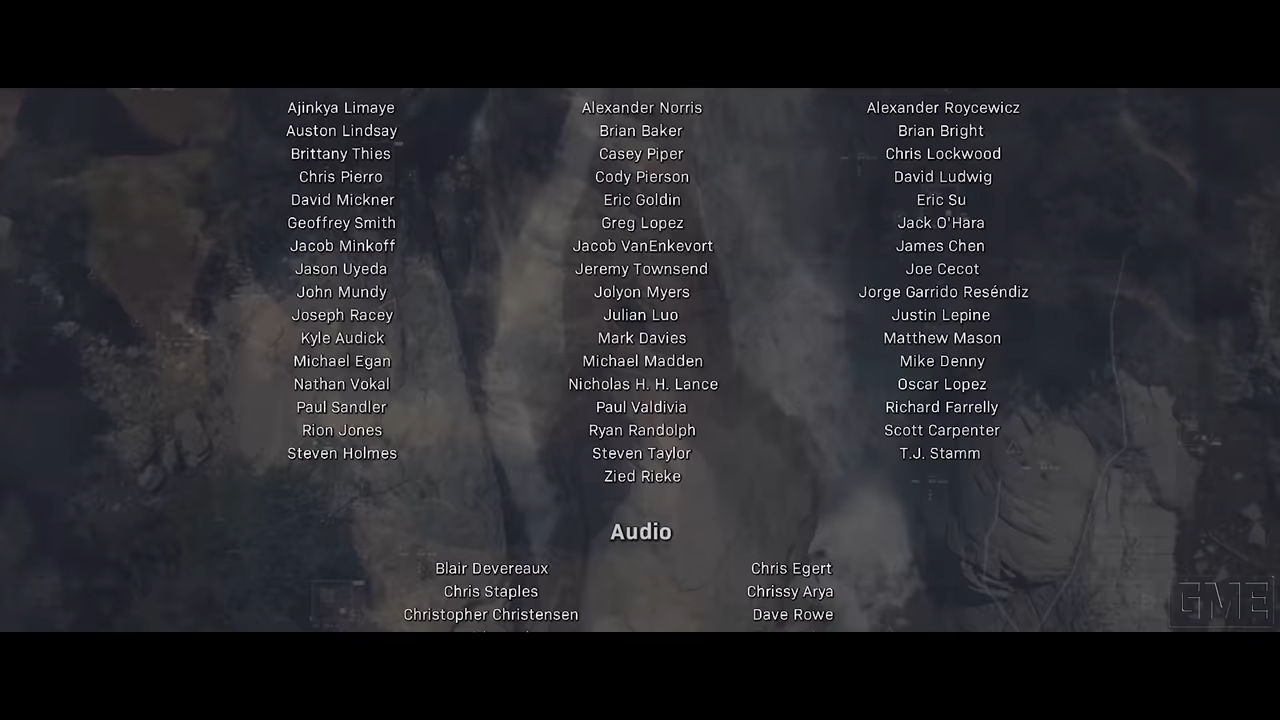 Ajinkya Limaye Alexander Norris Alexander Roycewicz
Auston Lindsay Brian Baker Brian Bright
Brittany Thies Casey Piper Chris Lockwood
Chris Pierro Cody Pierson David Ludwig
David Mickner Eric Goldin Eric Su
Geoffrey Smith Greg Lopez Jack O'Hara
Jacob Minkoff Jacob VanEnkevort James Chen
Jason Uyeda Jeremy Townsend Joe Cecot
John Mundy Jolyon Myers Jorge Garrido Reséndiz
Joseph Racey Julian Luo Justin Lepine
Kyle Audick Mark Davies Matthew Mason
Michael Egan Michael Madden Mike Denny
Nathan Vokal Nicholas H. H. Lance Oscar Lopez
Paul Sandler Paul Valdivia Richard Farrelly
Rion Jones Ryan Randolph Scott Carpenter
Steven Holmes Steven Taylor T.J. Stamm
Zied Rieke
Audio
Blair Devereaux Chris Egert
Chris Staples Chrissy Arya
Christopher Christensen Dave Rowe
GME